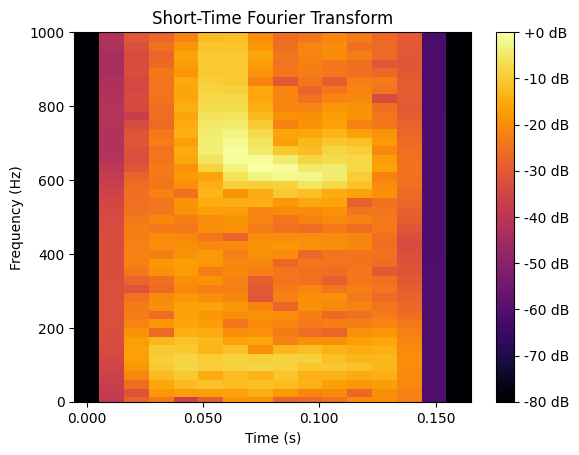 Short-Time Fourier Transform
Frequency (Hz)
1000
800
600
400
200
0
0.000
0.050
0.100
0.150
Time (s)
+0 dB
-10 dB
-20 dB
-30 dB
-40 dB
-50 dB
-60 dB
-70 dB
-80 dB